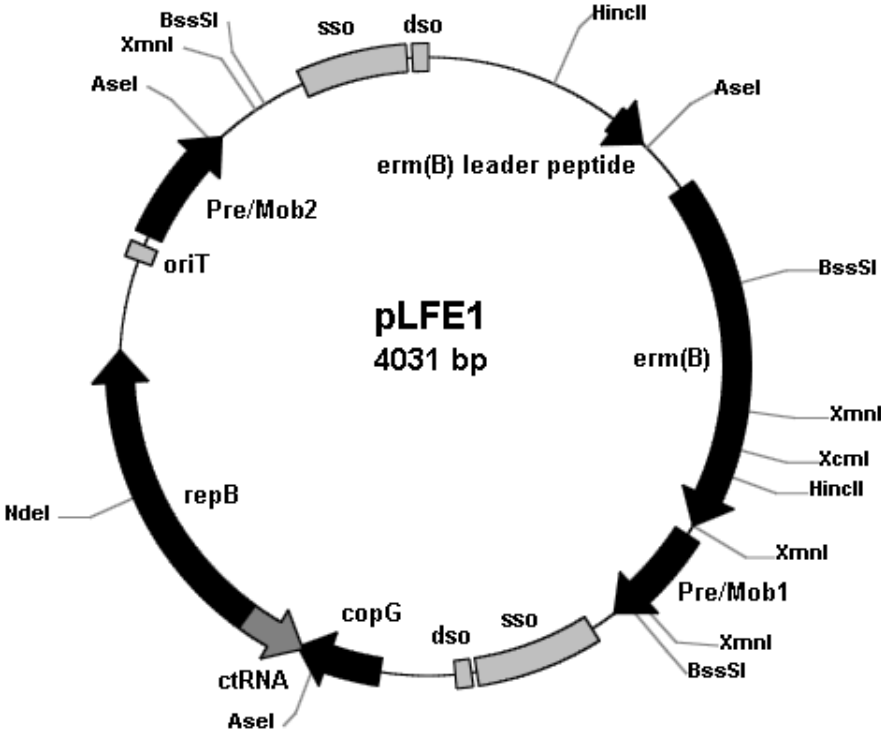 BssSI
sso
dso
HincII
XmnI
AseI
AseI
erm(B) leader peptide
Pre/Mob2
oriT
BssSI
pLFE1
4031 bp
erm(B)
XmnI
XcmI
HincII
repB
NdeI
XmnI
Pre/Mob1
copG
sso
dso
XmnI
BssSI
ctRNA
AseI